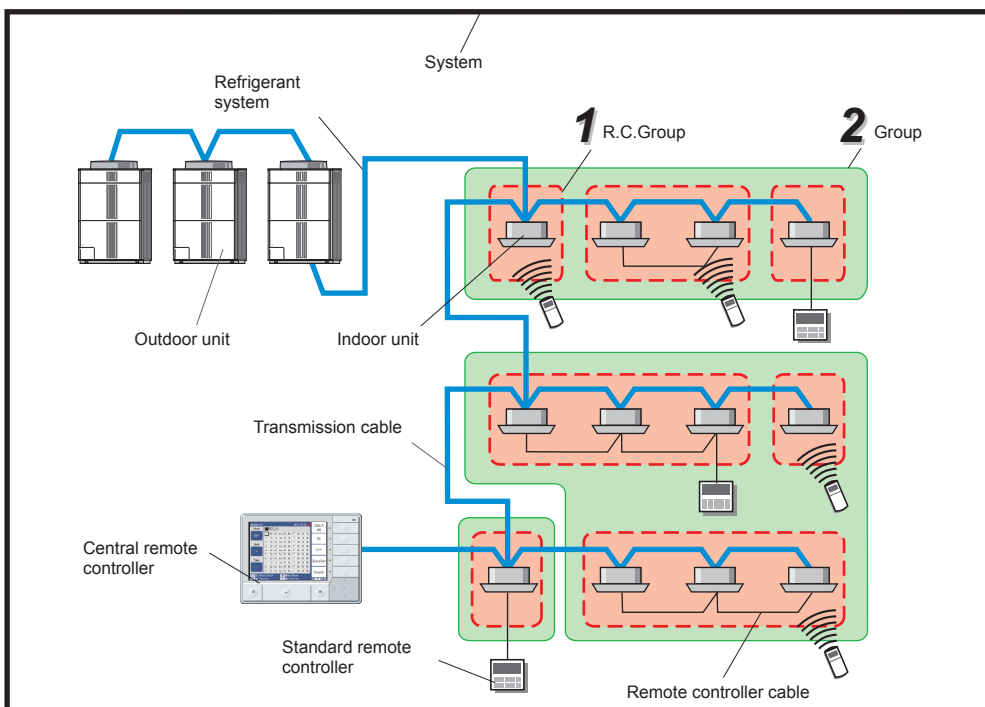 System
Refrigerant
system
1 R.C.Group
2 Group
Outdoor unit
Indoor unit
Transmission cable
Central remote
controller
Standard remote
controller
Remote controller cable